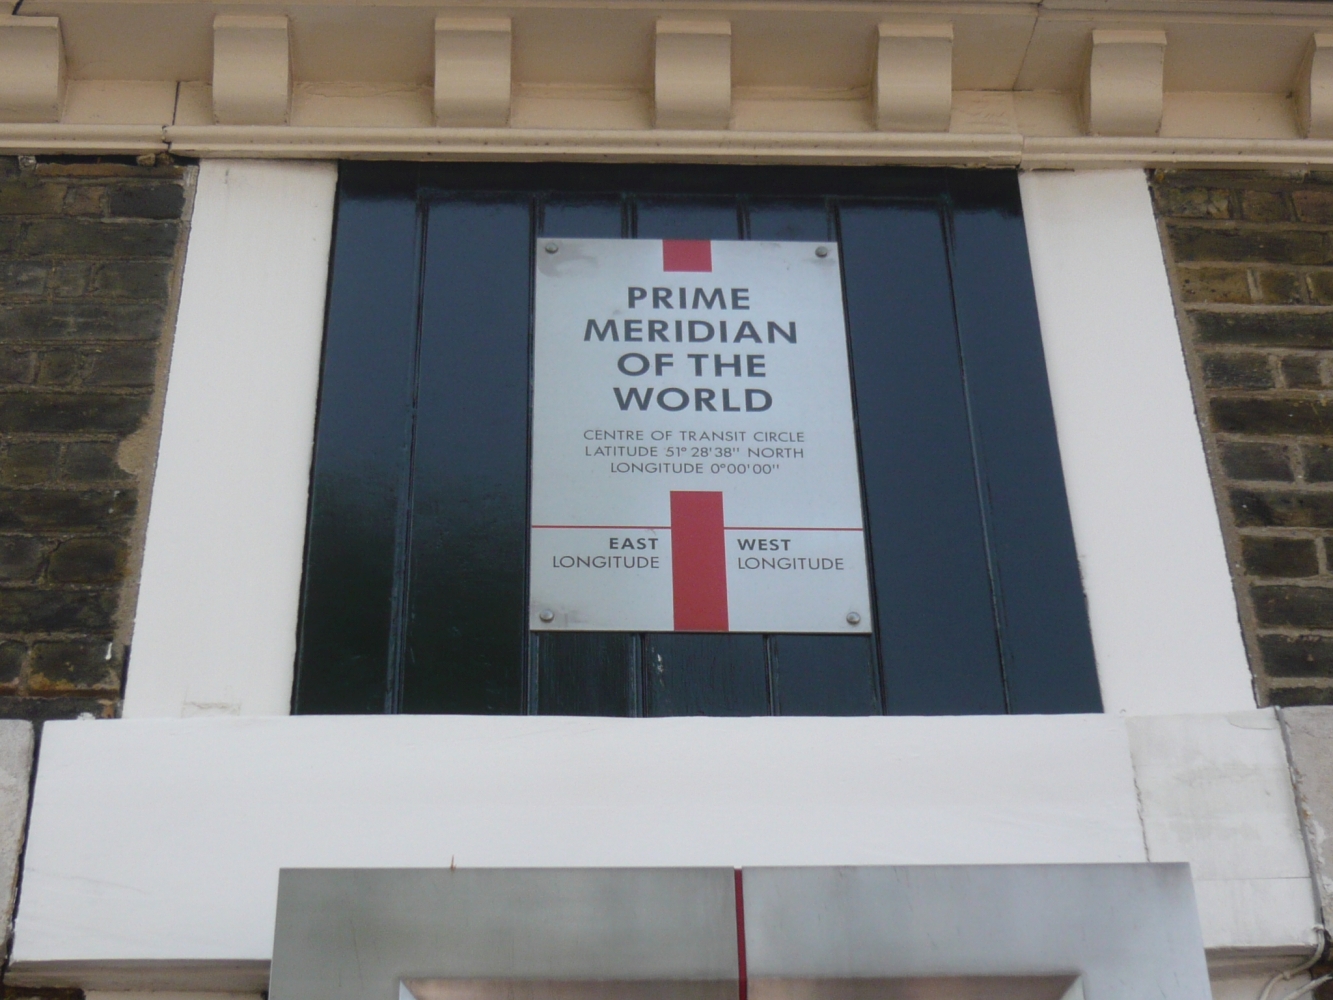 PRIME
MERIDIAN
OF THE
WORLD
CENTRE OF TRANSIT CIRCLE
LATITUDE 51° 28'38'' NORTH
LONGITUDE 0°00'00''
EAST
LONGITUDE
WEST
LONGITUDE